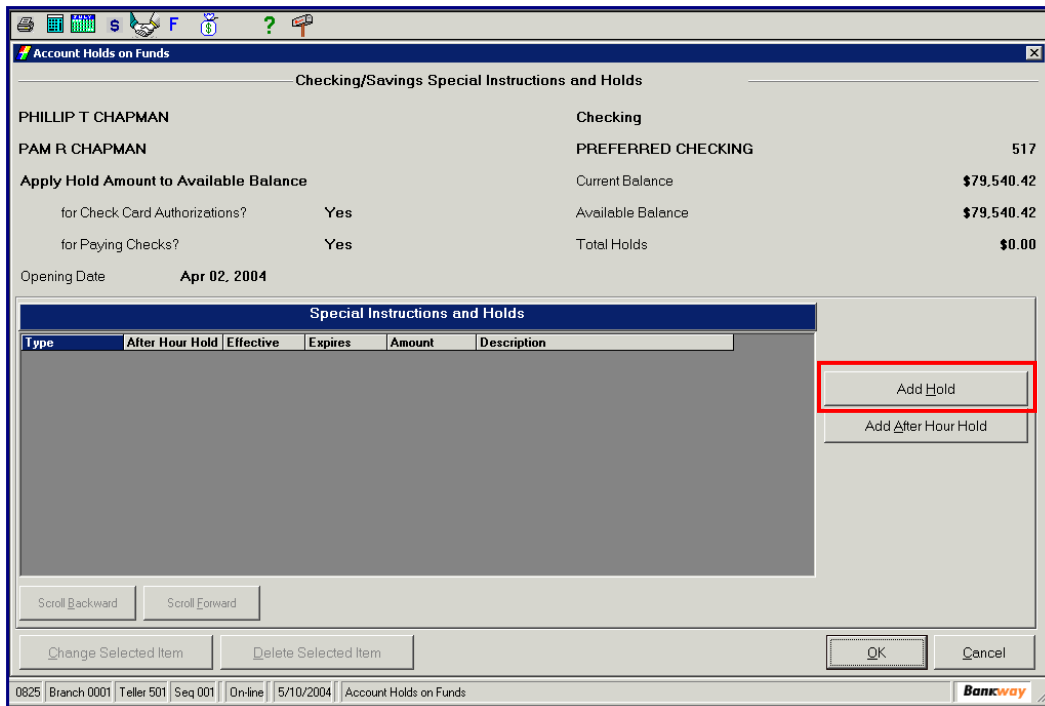 JULY S F $ ?
Account Holds on Funds
Checking/Savings Special Instructions and Holds
PHILLIP T CHAPMAN Checking
PAM R CHAPMAN PREFERRED CHECKING 517
Apply Hold Amount to Available Balance Current Balance $79,540.42
for Check Card Authorizations? Yes Available Balance $79,540.42
for Paying Checks? Yes Total Holds $0.00
Opening Date Apr 02, 2004
Special Instructions and Holds
Type After Hour Hold Effective Expires Amount Description
Add Hold
Add After Hour Hold
Scroll Backward Scroll Forward
Change Selected Item Delete Selected Item OK Cancel
0825 Branch 0001 Teller 501 Seq 001 On-line 5/10/2004 Account Holds on Funds Bankway